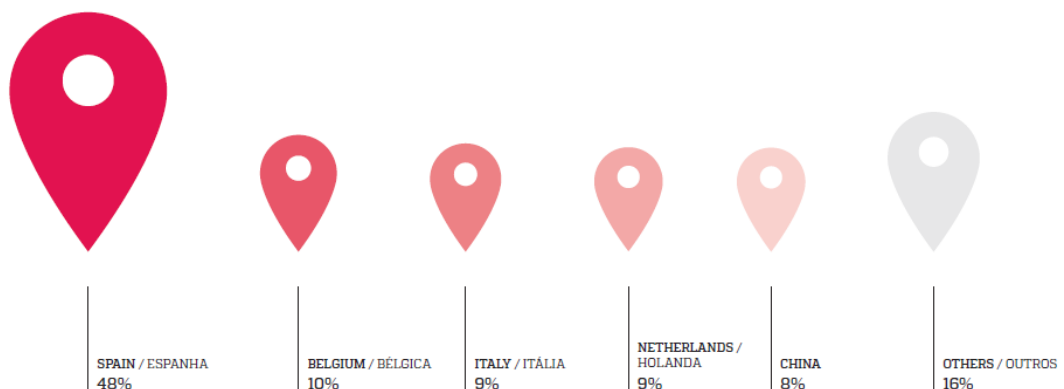 SPAIN / ESPANHA
48%
BELGIUM / BÉLGICA
10%
ITALY / ITÁLIA
9%
NETHERLANDS /
HOLANDA
9%
CHINA
8%
OTHERS / OUTROS
16%